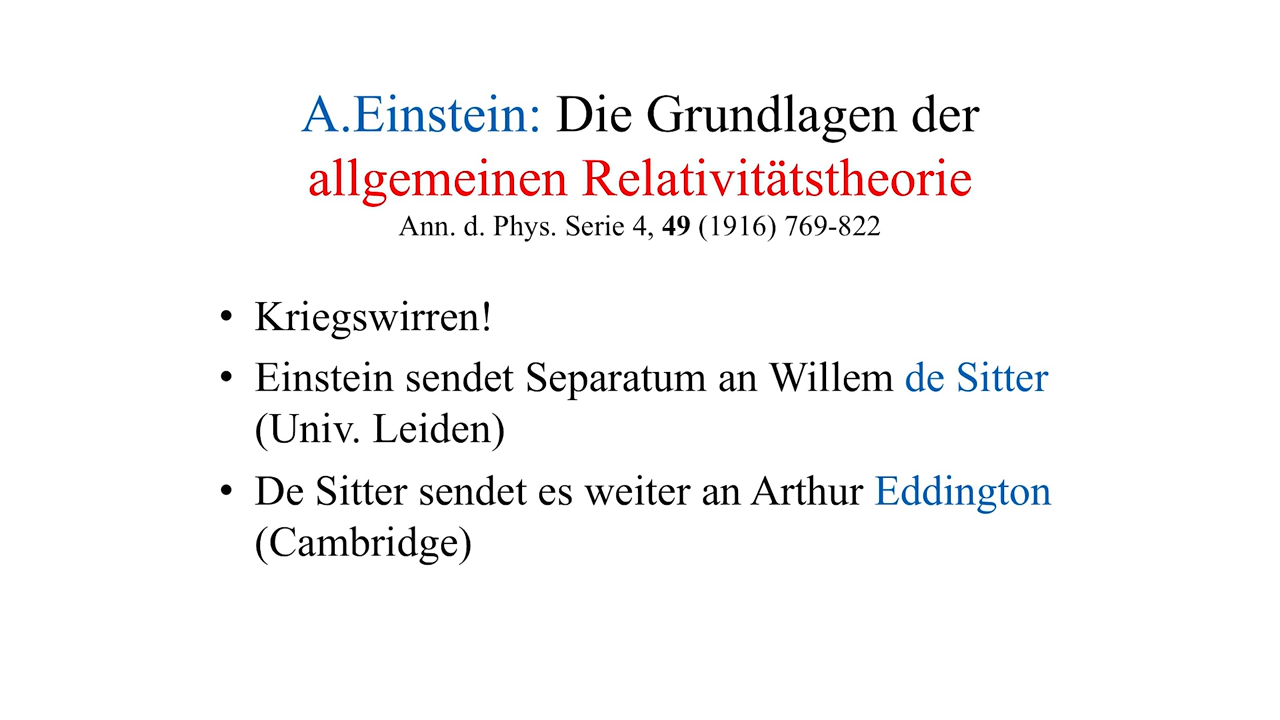 A.Einstein: Die Grundlagen der
allgemeinen Relativitätstheorie
Ann. d. Phys. Serie 4, 49 (1916) 769-822
• Kriegswirren!
• Einstein sendet Separatum an Willem de Sitter
(Univ. Leiden)
• De Sitter sendet es weiter an Arthur Eddington
(Cambridge)